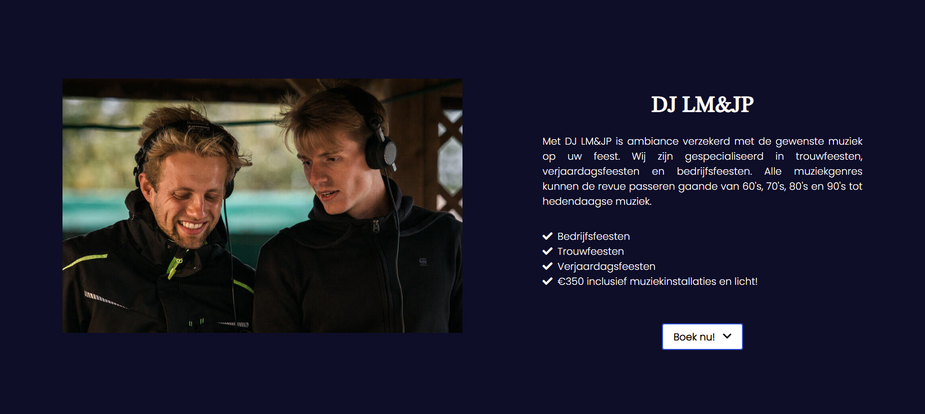 DJ LM&JP
Met DJ LM&JP is ambiance verzekerd met de gewenste muziek
op uw feest. Wij zijn gespecialiseerd in trouwfeesten,
verjaardagsfeesten en bedrijfsfeesten. Alle muziekgenres
kunnen de revue passeren gaande van 60's, 70's, 80's en 90's tot
hedendaagse muziek.
Bedrijfsfeesten
Trouwfeesten
Verjaardagsfeesten
€350 inclusief muziekinstallaties en licht!
Boek nu!